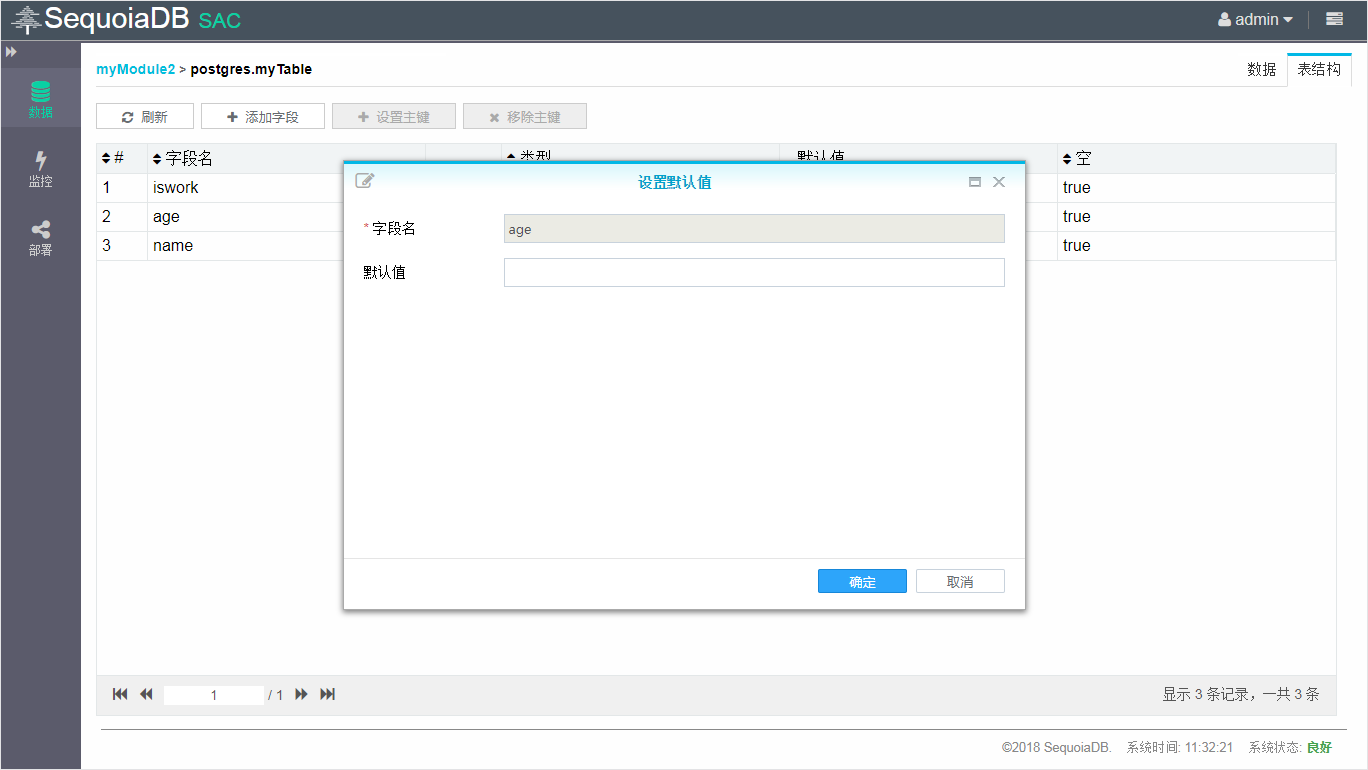 SequoiaDB SAC
admin
myModule2 > postgres.myTable
数据
表结构
数据
监控
部署
刷新
添加字段
设置主键
移除主键
# 字段名 类型 默认值 空
1 iswork true
2 age true
3 name true
设置默认值
* 字段名 age
默认值
确定 取消
1 / 1
显示 3 条记录，一共 3 条
©2018 SequoiaDB. 系统时间: 11:32:21 系统状态: 良好